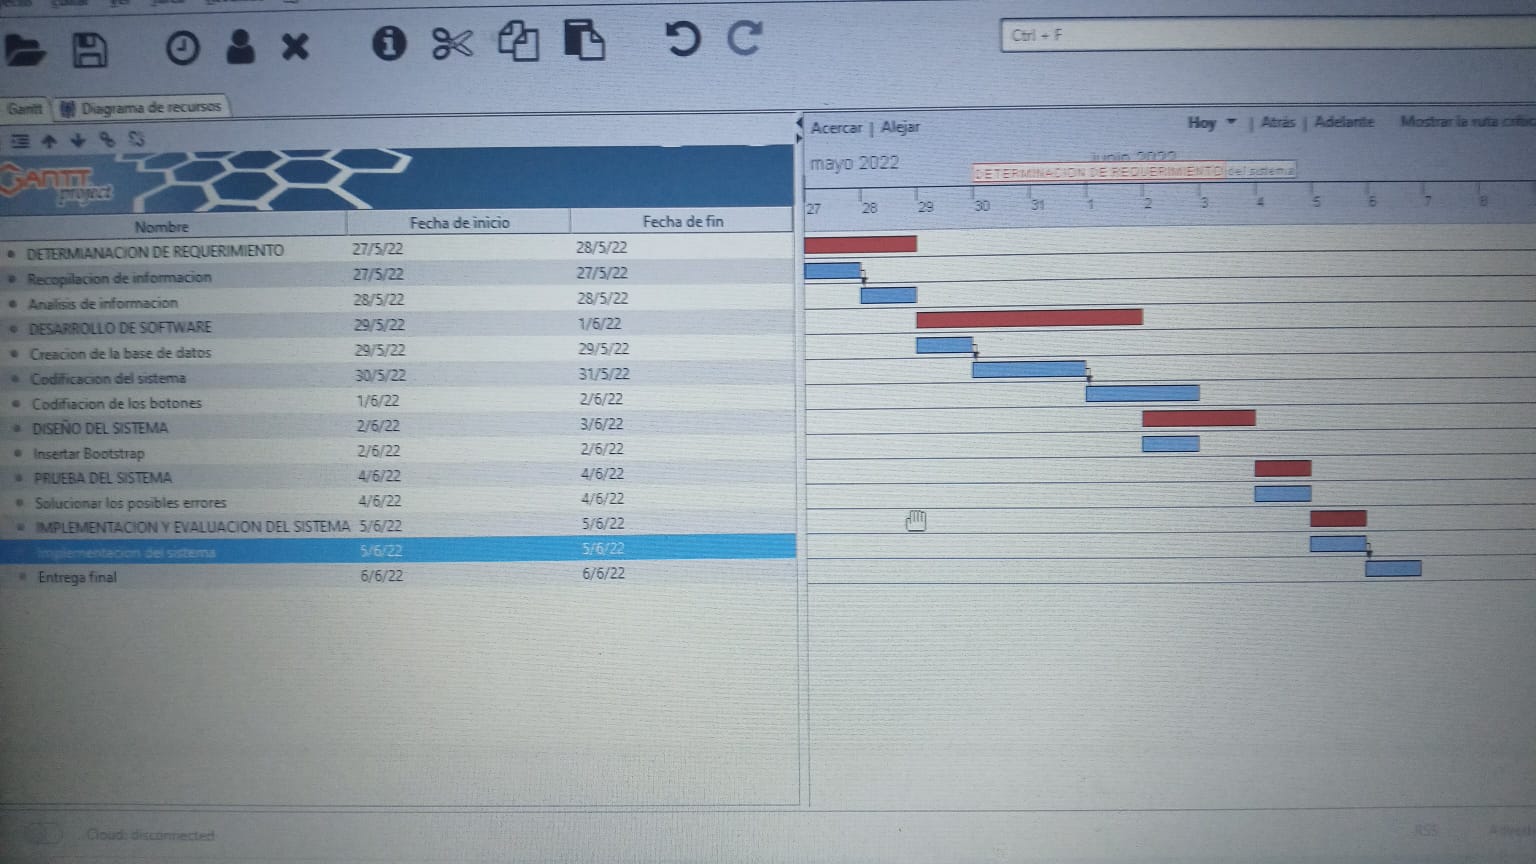 Ctrl + F
Gantt Diagrama de recursos
Acercar | Alejar Hoy | Atrás | Adelante Mostrar la ruta crític
GANTT project
mayo 2022 junio 2022
DETERMINACION DE REQUERIMIENTO del sistema
27 28 29 30 31 1 2 3 4 5 6 7 8
Nombre Fecha de inicio Fecha de fin
DETERMIANACION DE REQUERIMIENTO 27/5/22 28/5/22
Recopilacion de informacion 27/5/22 27/5/22
Analisis de informacion 28/5/22 28/5/22
DESARROLLO DE SOFTWARE 29/5/22 1/6/22
Creacion de la base de datos 29/5/22 29/5/22
Codificacion del sistema 30/5/22 31/5/22
Codifiacion de los botones 1/6/22 2/6/22
DISEÑO DEL SISTEMA 2/6/22 3/6/22
Insertar Bootstrap 2/6/22 2/6/22
PRUEBA DEL SISTEMA 4/6/22 4/6/22
Solucionar los posibles errores 4/6/22 4/6/22
IMPLEMENTACION Y EVALUACION DEL SISTEMA 5/6/22 5/6/22
Implementacion del sistema 5/6/22 5/6/22
Entrega final 6/6/22 6/6/22
Cloud: disconnected RSS